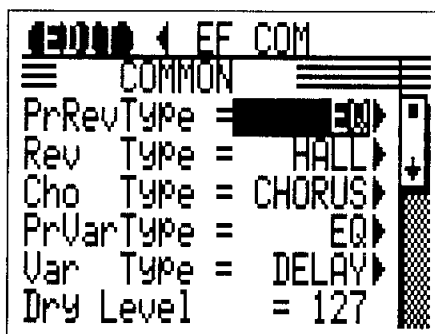 EDIT EF COM
COMMON
PrRevType = EQ
Rev Type = HALL
Cho Type = CHORUS
PrVarType = EQ
Var Type = DELAY
Dry Level = 127